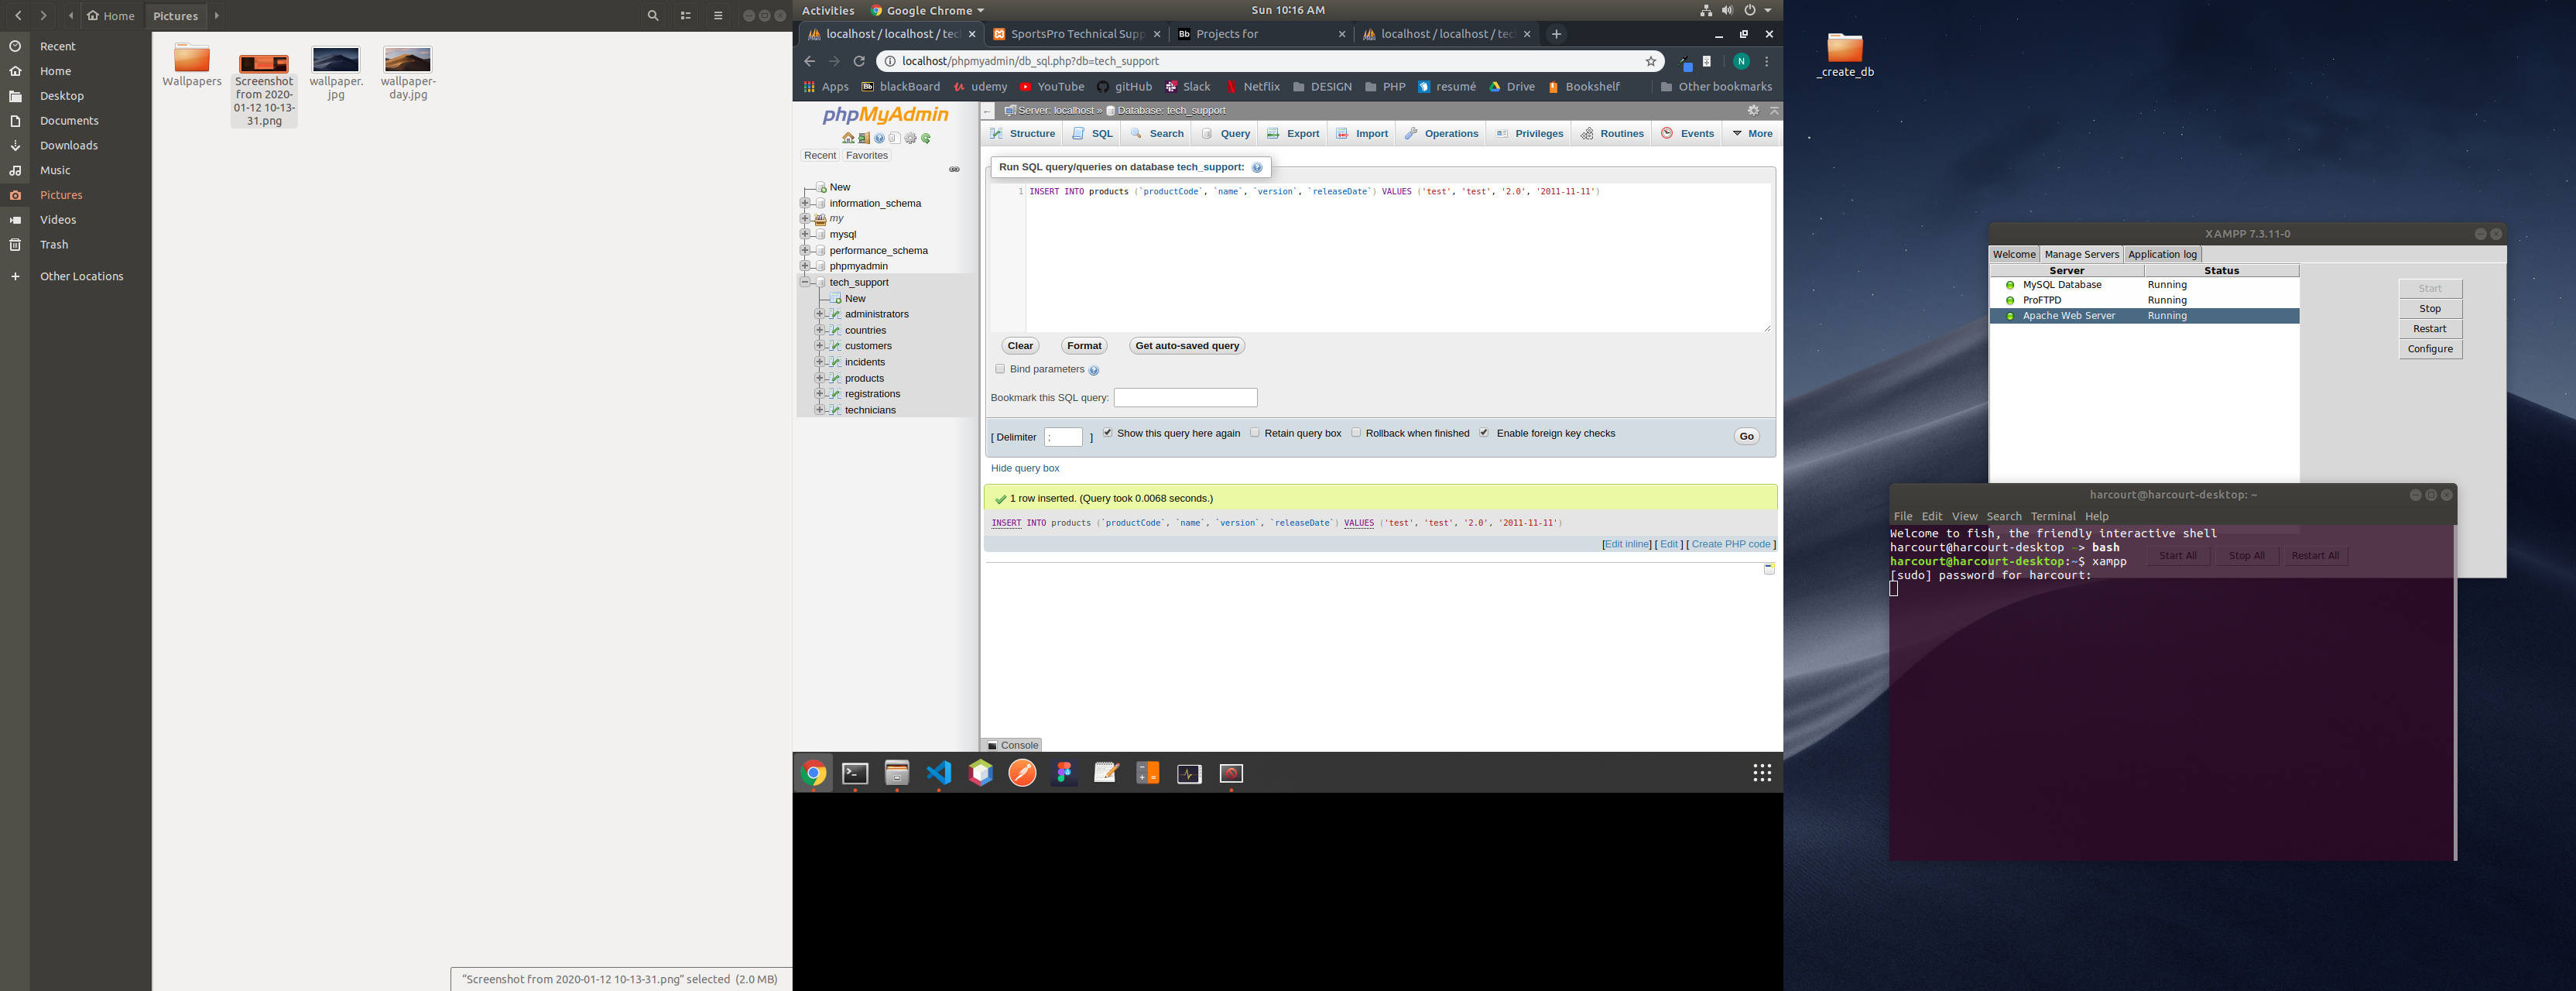 Home
Pictures
Recent
Home
Desktop
Documents
Downloads
Music
Pictures
Videos
Trash
Other Locations
Wallpapers
Screenshot
from 2020-
01-12 10-13-
31.png
wallpaper.
jpg
wallpaper-
day.jpg
"Screenshot from 2020-01-12 10-13-31.png" selected (2.0 MB)
Activities
Google Chrome
Sun 10:16 AM
localhost / localhost / tec
SportsPro Technical Supp
Projects for
localhost / localhost / tec
localhost/phpmyadmin/db_sql.php?db=tech_support
N
Apps
Bb
blackBoard
udemy
YouTube
gitHub
Slack
Netflix
DESIGN
PHP
resumé
Drive
Bookshelf
Other bookmarks
phpMyAdmin
Recent
Favorites
New
information_schema
my
mysql
performance_schema
phpmyadmin
tech_support
New
administrators
countries
customers
incidents
products
registrations
technicians
Server: localhost » Database: tech_support
Structure
SQL
Search
Query
Export
Import
Operations
Privileges
Routines
Events
More
Run SQL query/queries on database tech_support:
1 INSERT INTO products (`productCode`, `name`, `version`, `releaseDate`) VALUES ('test', 'test', '2.0', '2011-11-11')
Clear
Format
Get auto-saved query
Bind parameters
Bookmark this SQL query:
[ Delimiter ; ]
Show this query here again
Retain query box
Rollback when finished
Enable foreign key checks
Go
Hide query box
1 row inserted. (Query took 0.0068 seconds.)
INSERT INTO products (`productCode`, `name`, `version`, `releaseDate`) VALUES ('test', 'test', '2.0', '2011-11-11')
[Edit inline] [ Edit ] [ Create PHP code ]
Console
_create_db
XAMPP 7.3.11-0
Welcome
Manage Servers
Application log
Server
Status
MySQL Database Running
ProFTPD Running
Apache Web Server Running
Start
Stop
Restart
Configure
harcourt@harcourt-desktop: ~
File Edit View Search Terminal Help
Welcome to fish, the friendly interactive shell
harcourt@harcourt-desktop ~> bash
harcourt@harcourt-desktop:~$ xampp
[sudo] password for harcourt:
Start All
Stop All
Restart All